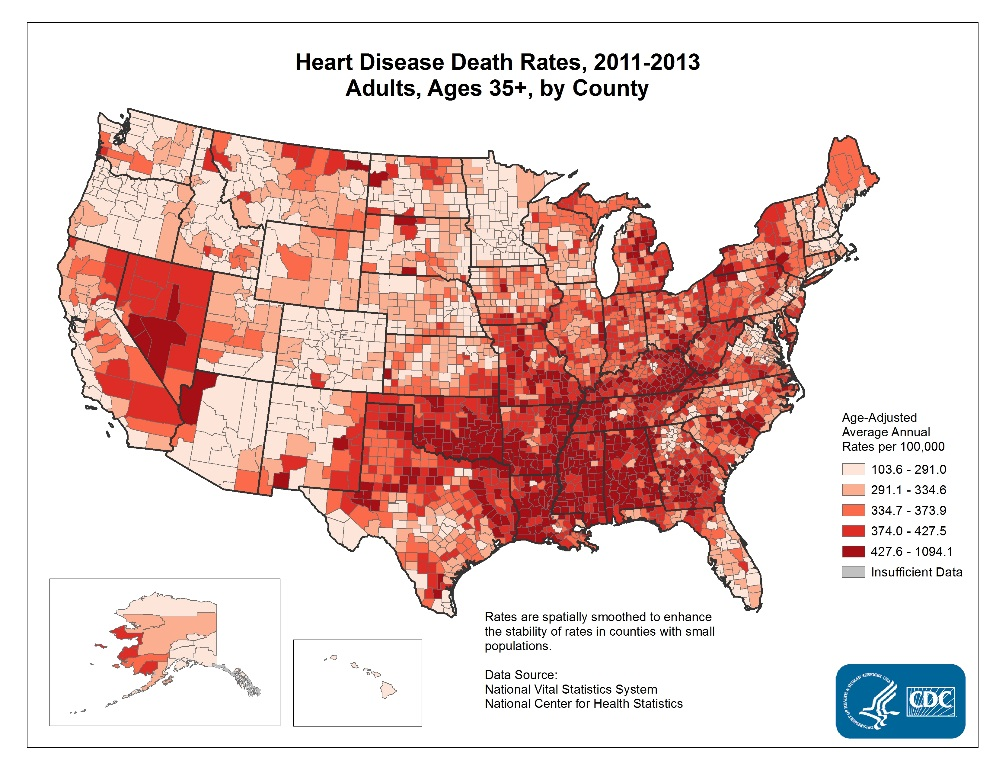 Heart Disease Death Rates, 2011-2013
Adults, Ages 35+, by County
Age-Adjusted
Average Annual
Rates per 100,000
103.6 - 291.0
291.1 - 334.6
334.7 - 373.9
374.0 - 427.5
427.6 - 1094.1
Insufficient Data
Rates are spatially smoothed to enhance
the stability of rates in counties with small
populations.
Data Source:
National Vital Statistics System
National Center for Health Statistics
CDC